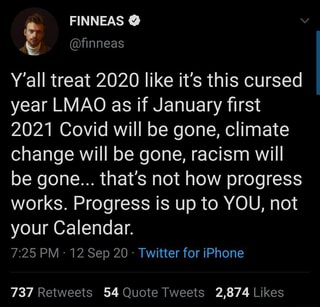 FINNEAS
@finneas
Y’all treat 2020 like it’s this cursed
year LMAO as if January first
2021 Covid will be gone, climate
change will be gone, racism will
be gone... that’s not how progress
works. Progress is up to YOU, not
your Calendar.
7:25 PM · 12 Sep 20 · Twitter for iPhone
737 Retweets 54 Quote Tweets 2,874 Likes